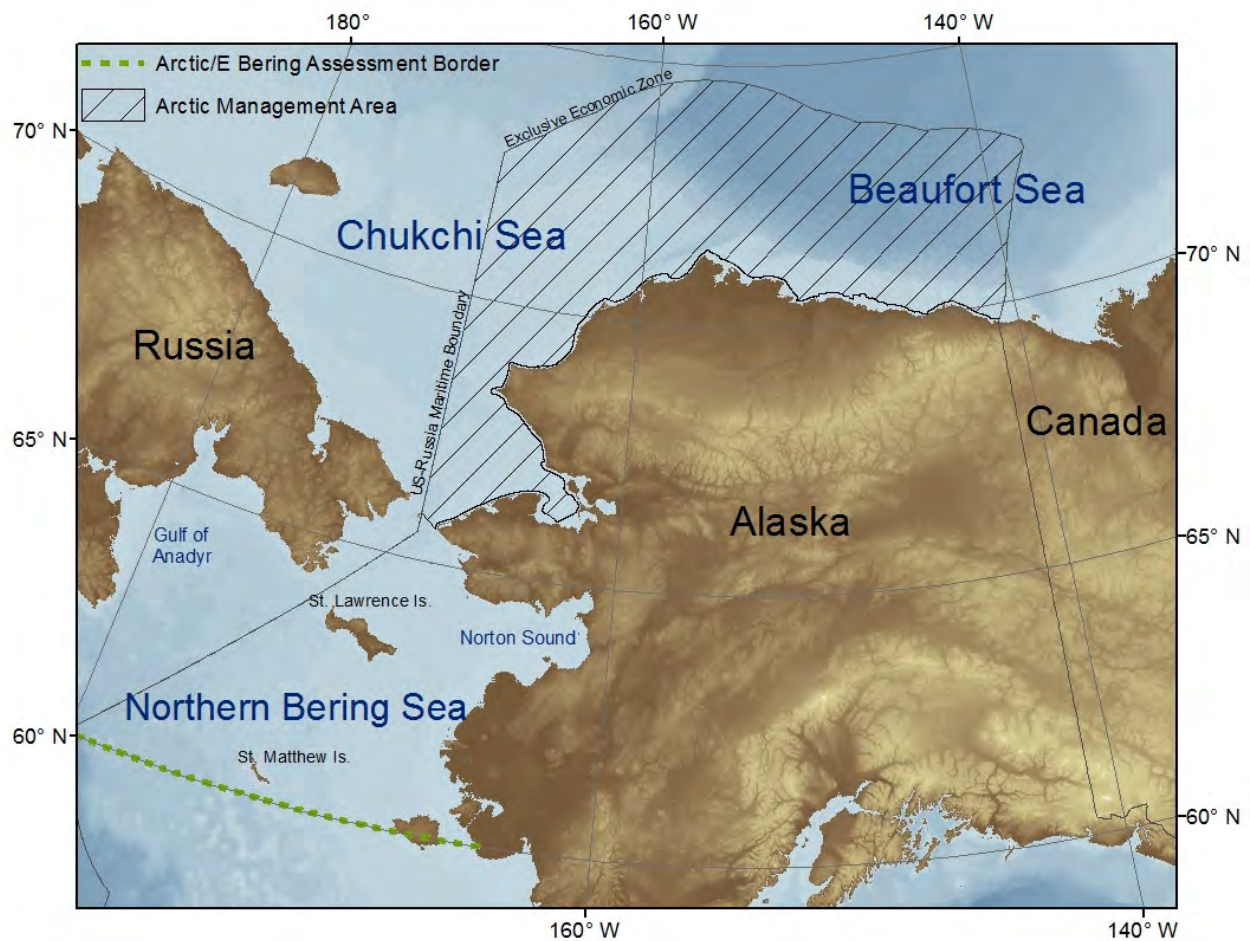 180°
160° W
140° W
Arctic/E Bering Assessment Border
Arctic Management Area
Exclusive Economic Zone
70° N
Beaufort Sea
Chukchi Sea
70° N
US-Russia Maritime Boundary
Russia
Canada
65° N
Alaska
65° N
Gulf of
Anadyr
St. Lawrence Is.
Norton Sound
Northern Bering Sea
60° N
St. Matthew Is.
60° N
160° W
140° W